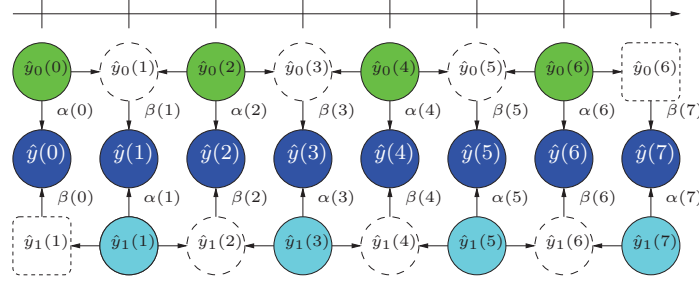 ŷ₀(0) ŷ₀(1) ŷ₀(2) ŷ₀(3) ŷ₀(4) ŷ₀(5) ŷ₀(6) ŷ₀(6)
α(0) β(1) α(2) β(3) α(4) β(5) α(6) β(7)
ŷ(0) ŷ(1) ŷ(2) ŷ(3) ŷ(4) ŷ(5) ŷ(6) ŷ(7)
β(0) α(1) β(2) α(3) β(4) α(5) β(6) α(7)
ŷ₁(1) ŷ₁(1) ŷ₁(2) ŷ₁(3) ŷ₁(4) ŷ₁(5) ŷ₁(6) ŷ₁(7)